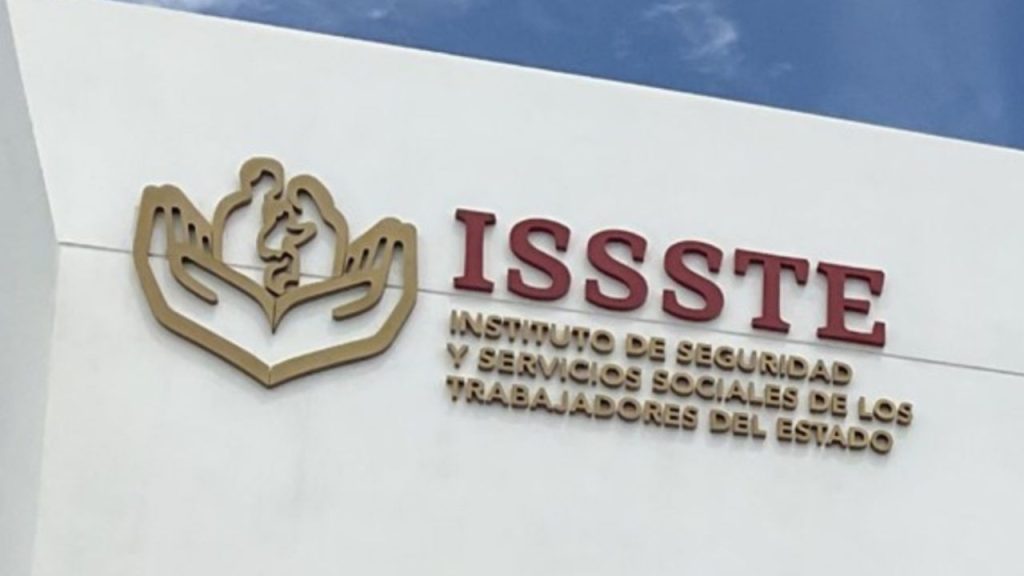 ISSSTE
INSTITUTO DE SEGURIDAD
Y SERVICIOS SOCIALES DE LOS
TRABAJADORES DEL ESTADO